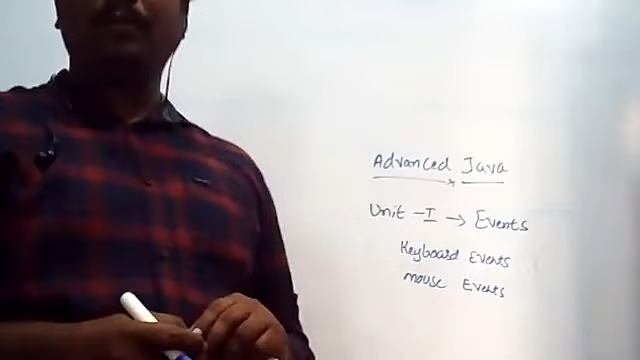 Advanced Java
Unit - I → Events
Keyboard Events
mouse Events